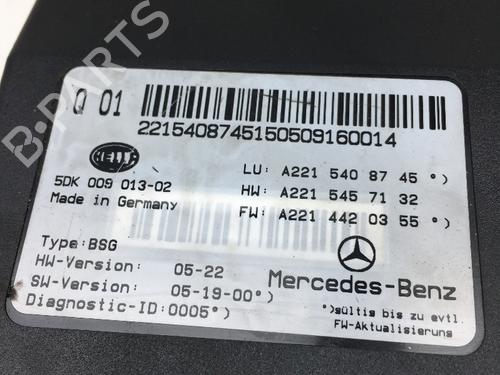 Q 01
2215408745150509160014
HELLA
LU: A221 540 87 45°)
5DK 009 013-02
HW: A221 545 71 32
Made in Germany
FW: A221 442 03 55°)
Type:BSG
HW-Version: 05-22
SW-Version: 05-19-00°)
Diagnostic-ID:0005°)
Mercedes-Benz
°)gültig bis zu evtl.
FW-Aktualisierung
B-PARTS